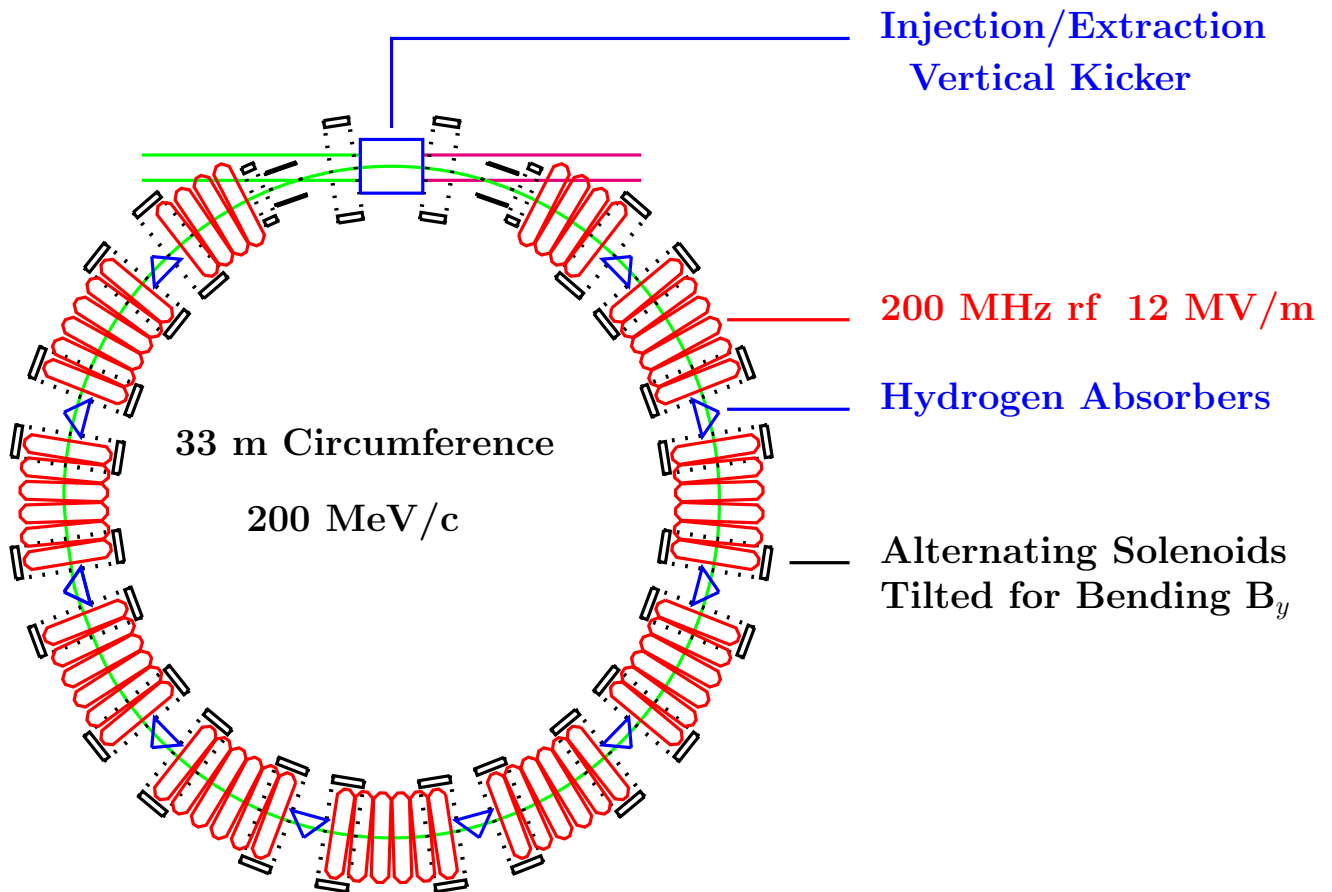 Injection/Extraction
Vertical Kicker
200 MHz rf 12 MV/m
Hydrogen Absorbers
33 m Circumference
200 MeV/c
Alternating Solenoids
Tilted for Bending B_y